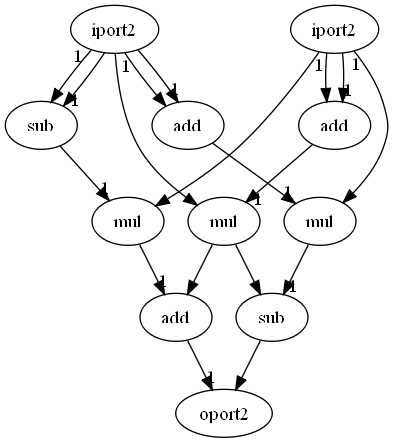 iport2 iport2
1 1 1 1
1 1 1
sub add add
1 1 1
mul mul mul
1 1
add sub
1
oport2